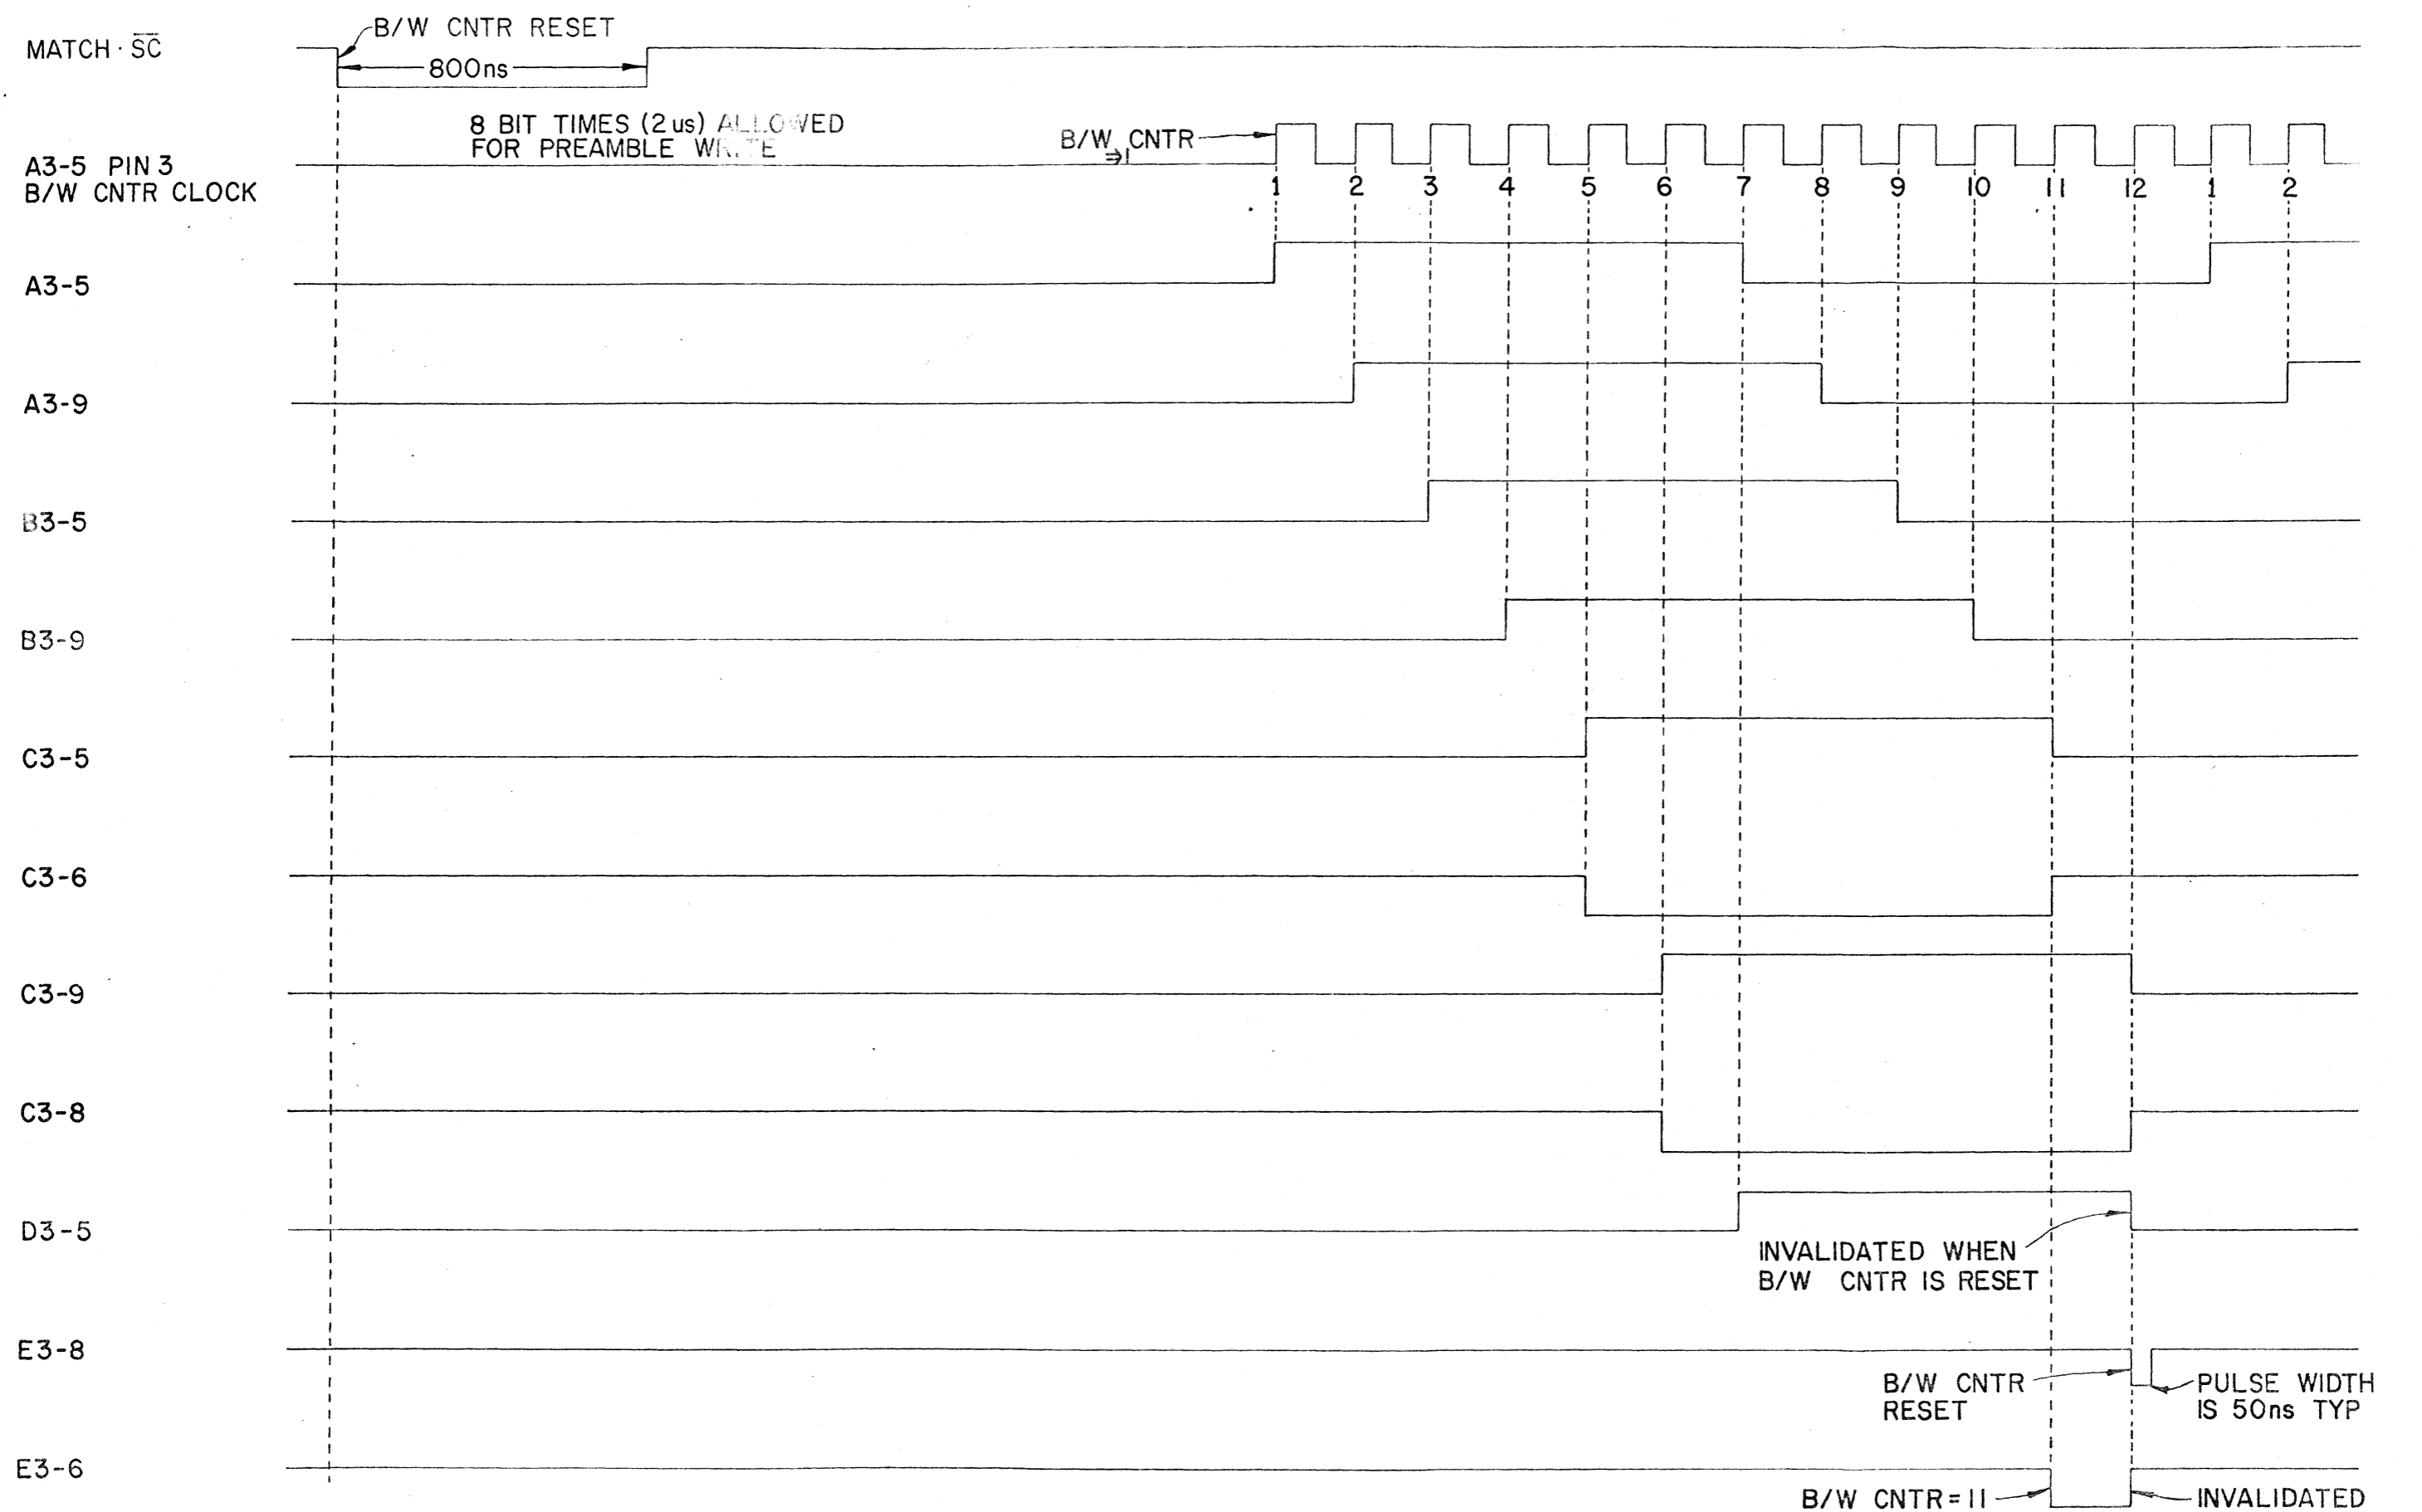 B/W CNTR RESET
MATCH · S̅C̅
800ns
8 BIT TIMES (2us) ALLOWED
FOR PREAMBLE WRITE
B/W CNTR
⇒1
A3-5 PIN 3
B/W CNTR CLOCK
1 2 3 4 5 6 7 8 9 10 11 12 1 2
A3-5
A3-9
B3-5
B3-9
C3-5
C3-6
C3-9
C3-8
D3-5
INVALIDATED WHEN
B/W CNTR IS RESET
E3-8
B/W CNTR
RESET
PULSE WIDTH
IS 50ns TYP
E3-6
B/W CNTR=11
INVALIDATED